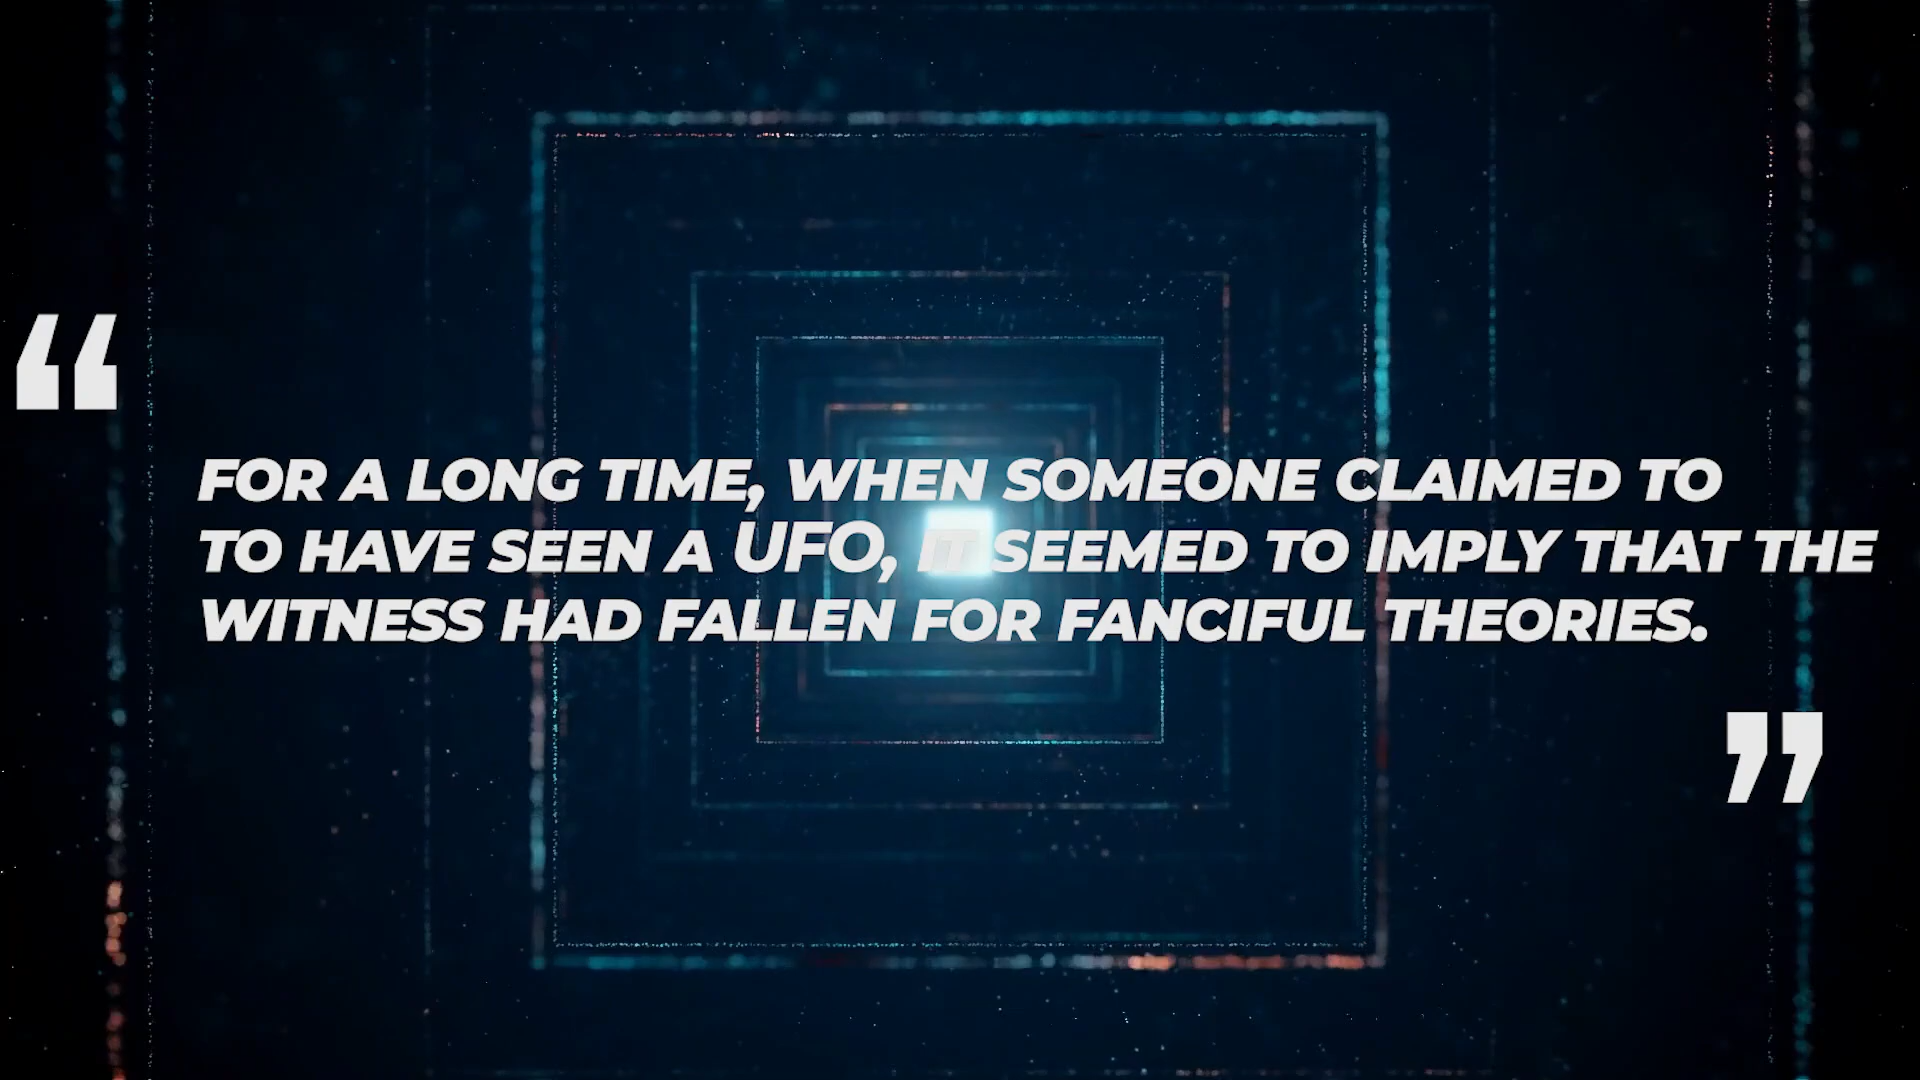 “
FOR A LONG TIME, WHEN SOMEONE CLAIMED TO
TO HAVE SEEN A UFO, IT SEEMED TO IMPLY THAT THE
WITNESS HAD FALLEN FOR FANCIFUL THEORIES.
”